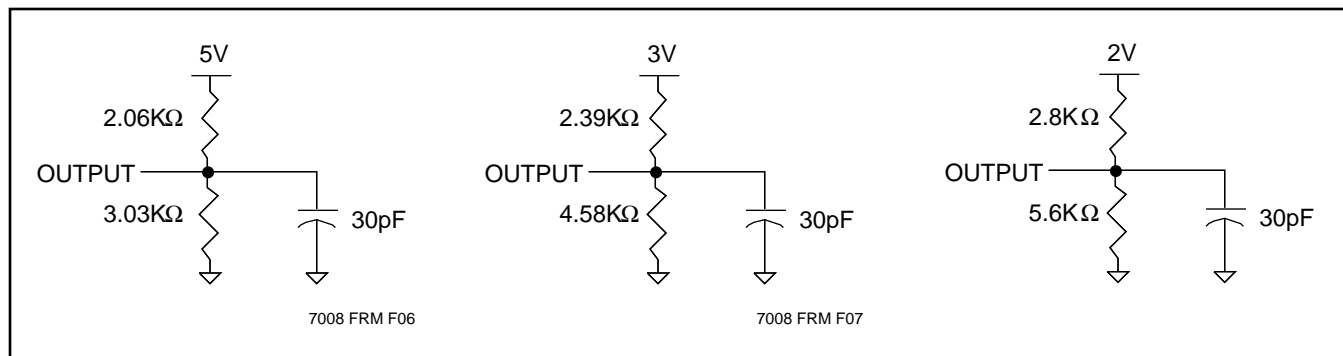 5V
2.06KΩ
OUTPUT
3.03KΩ
30pF
7008 FRM F06
3V
2.39KΩ
OUTPUT
4.58KΩ
30pF
7008 FRM F07
2V
2.8KΩ
OUTPUT
5.6KΩ
30pF